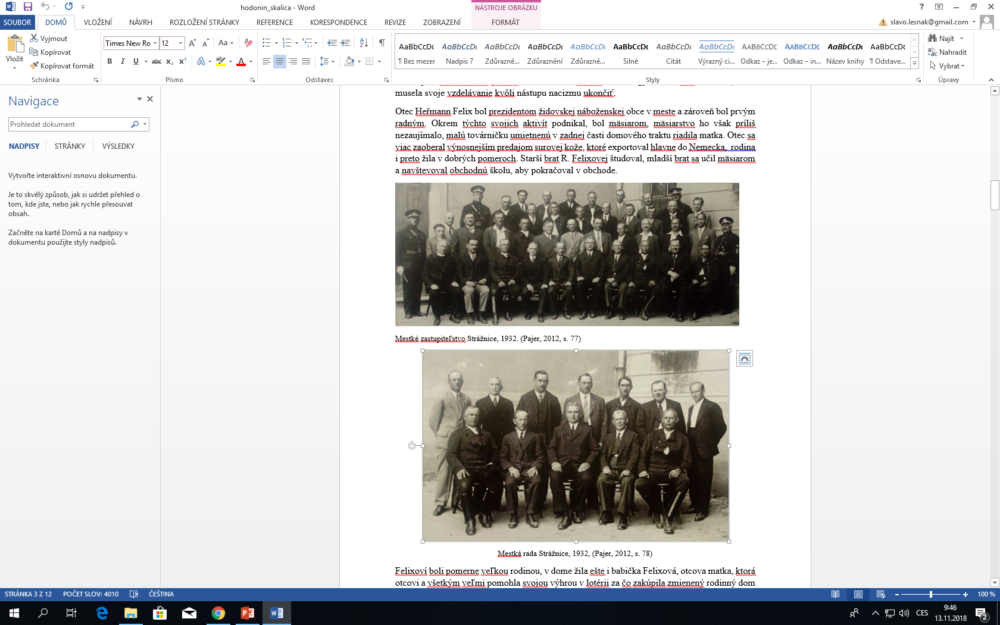 hodonin_skalica - Word
NÁSTROJE OBRÁZKU
SOUBOR DOMŮ VLOŽENÍ NÁVRH ROZLOŽENÍ STRÁNKY REFERENCE KORESPONDENCE REVIZE ZOBRAZENÍ FORMÁT
slavo.lesnak@gmail.com
Vložit
Vyjmout
Kopírovat
Kopírovat formát
Schránka
Times New Ro 12
Písmo
Odstavec
AaBbCcDc AaBbCcDc AaBbCcDc AaBbCcDc AaBbCcDc AaBbCcDc AaBbCcDc AaBbCcDc AABBCCDE AABBCCDE AaBbCcDc AaBbCcDc
¶ Bez mezer Nadpis 7 Zdůrazně... Zdůraznění Zdůrazně... Silné Citát Výrazný ci... Odkaz – je... Odkaz – in... Název knihy ¶ Odstave...
Styly
Najít
Nahradit
Vybrat
Úpravy
Navigace
Prohledat dokument
NADPISY STRÁNKY VÝSLEDKY
Vytvořte interaktivní osnovu dokumentu.
Je to skvělý způsob, jak si udržet přehled o
tom, kde jste, nebo jak rychle přesouvat
obsah.
Začněte na kartě Domů a na nadpisy v
dokumentu použijte styly nadpisů.
musela svoje vzdelávanie kvôli nástupu nacizmu ukončiť.
Otec Heřmann Felix bol prezidentom židovskej náboženskej obce v meste a zároveň bol prvým
radným. Okrem týchto svojich aktivít podnikal, bol mäsiarom, mäsiarstvo ho však príliš
nezaujímalo, malú továrničku umietnenú v zadnej časti domového traktu riadila matka. Otec sa
viac zaoberal výnosnejším predajom surovej kože, ktoré exportoval hlavne do Nemecka, rodina
i preto žila v dobrých pomeroch. Starší brat R. Felixovej študoval, mladší brat sa učil mäsiarom
a navštevoval obchodnú školu, aby pokračoval v obchode.
Mestké zastupiteľstvo Strážnice, 1932. (Pajer, 2012, s. 77)
Mestká rada Strážnice, 1932, (Pajer, 2012, s. 78)
Felixoví boli pomerne veľkou rodinou, v dome žila ešte i babička Felixová, otcova matka, ktorá
otcovi a všetkým veľmi pomohla svojou výhrou v lotérii za čo zakúpila zmienený rodinný dom
STRÁNKA 3 Z 12 POČET SLOV: 4010 ČEŠTINA
100 %
CES
9:46
13.11.2018
2